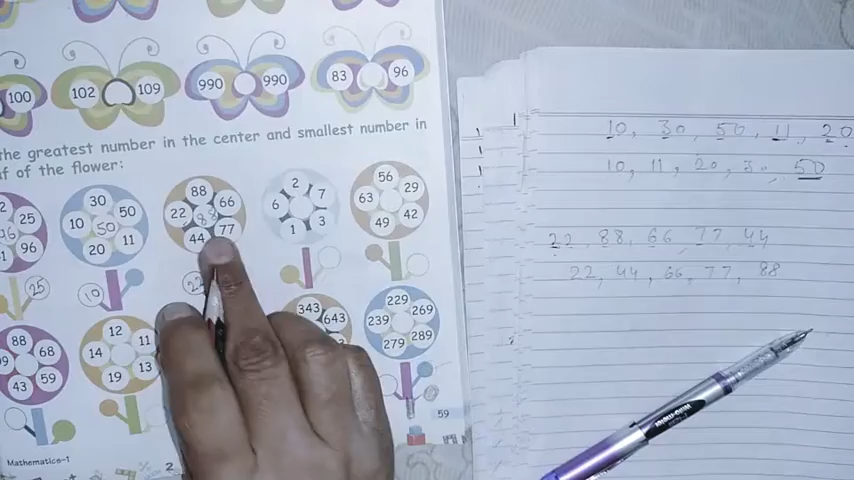 100 102 109 990 990 83 96
the greatest number in the center and smallest number in
f of the flower:
25 96
30 10 50 50 20 11
88 22 88 66 44 77
2 6 7 1 3
56 63 29 49 42
25 10 22
88 68 43 59
12 14 11 19 13
343 643
229 239 269 279 289
59
Mathematics-1
10, 30, 50, 11, 20
10, 11, 20, 30, 50
22, 88, 66, 77, 44
22, 44, 66, 77, 88